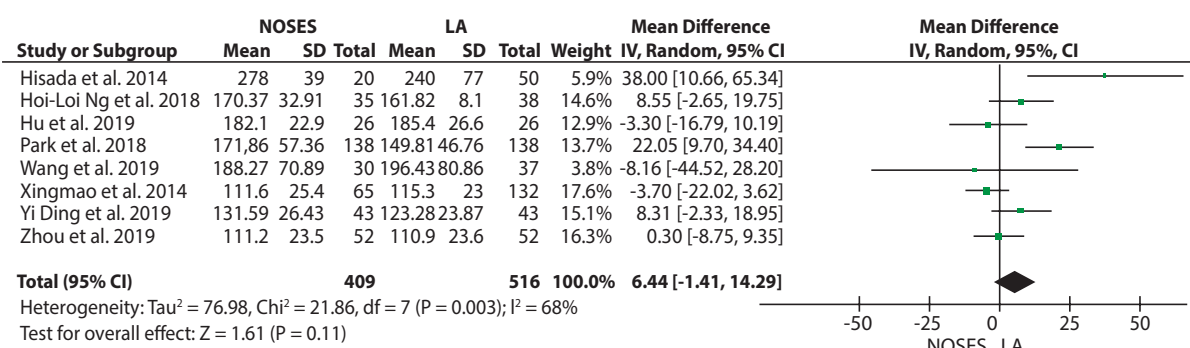 NOSES LA Mean Difference Mean Difference
Study or Subgroup Mean SD Total Mean SD Total Weight IV, Random, 95% CI IV, Random, 95%, CI
Hisada et al. 2014 278 39 20 240 77 50 5.9% 38.00 [10.66, 65.34]
Hoi-Loi Ng et al. 2018 170.37 32.91 35 161.82 8.1 38 14.6% 8.55 [-2.65, 19.75]
Hu et al. 2019 182.1 22.9 26 185.4 26.6 26 12.9% -3.30 [-16.79, 10.19]
Park et al. 2018 171,86 57.36 138 149.81 46.76 138 13.7% 22.05 [9.70, 34.40]
Wang et al. 2019 188.27 70.89 30 196.43 80.86 37 3.8% -8.16 [-44.52, 28.20]
Xingmao et al. 2014 111.6 25.4 65 115.3 23 132 17.6% -3.70 [-22.02, 3.62]
Yi Ding et al. 2019 131.59 26.43 43 123.28 23.87 43 15.1% 8.31 [-2.33, 18.95]
Zhou et al. 2019 111.2 23.5 52 110.9 23.6 52 16.3% 0.30 [-8.75, 9.35]
Total (95% CI) 409 516 100.0% 6.44 [-1.41, 14.29]
Heterogeneity: Tau² = 76.98, Chi² = 21.86, df = 7 (P = 0.003); I² = 68%
Test for overall effect: Z = 1.61 (P = 0.11)
-50 -25 0 25 50
NOSES LA